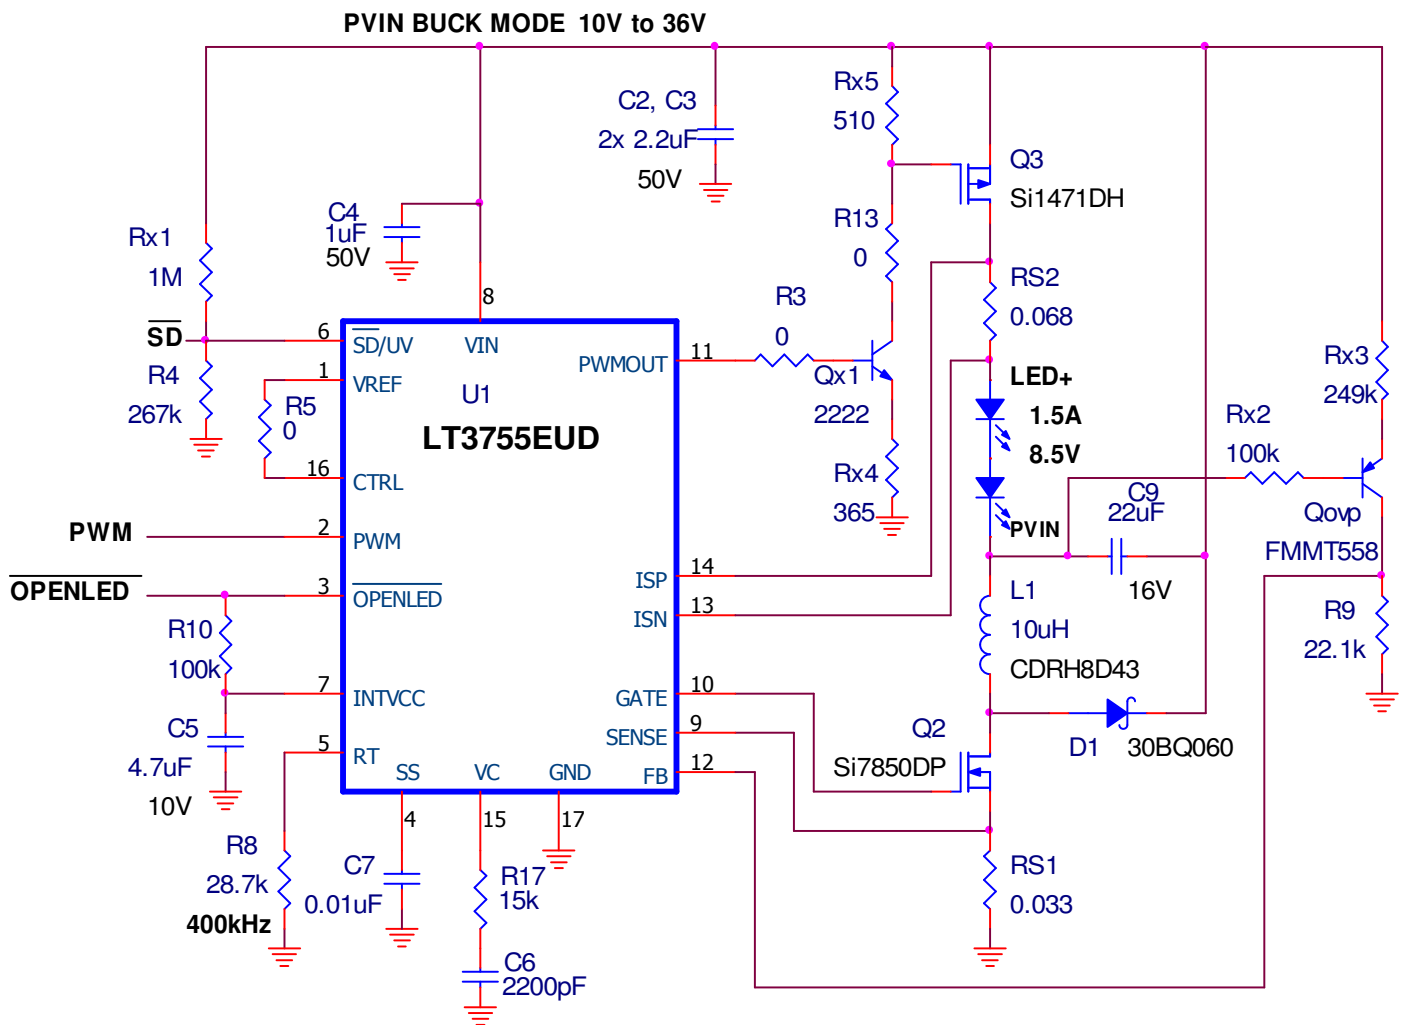 PVIN BUCK MODE 10V to 36V
Rx5
510
C2, C3
2x 2.2uF
50V
Q3
Si1471DH
C4
1uF
50V
Rx1
1M
R13
0
RS2
0.068
R3
0
8
SD
6
SD/UV
VIN
PWMOUT
11
1
VREF
U1
R4
267k
R5
0
LT3755EUD
Qx1
2222
LED+
1.5A
8.5V
Rx3
249k
Rx2
100k
16
CTRL
Rx4
365
C9
22uF
16V
PVIN
Qovp
FMMT558
PWM
2
PWM
OPENLED
3
OPENLED
ISP
14
ISN
13
L1
10uH
CDRH8D43
R9
22.1k
R10
100k
7
INTVCC
GATE
10
SENSE
9
Q2
Si7850DP
D1
30BQ060
C5
4.7uF
10V
5
RT
SS
VC
GND
FB
12
4
15
17
R8
28.7k
400kHz
C7
0.01uF
R17
15k
RS1
0.033
C6
2200pF